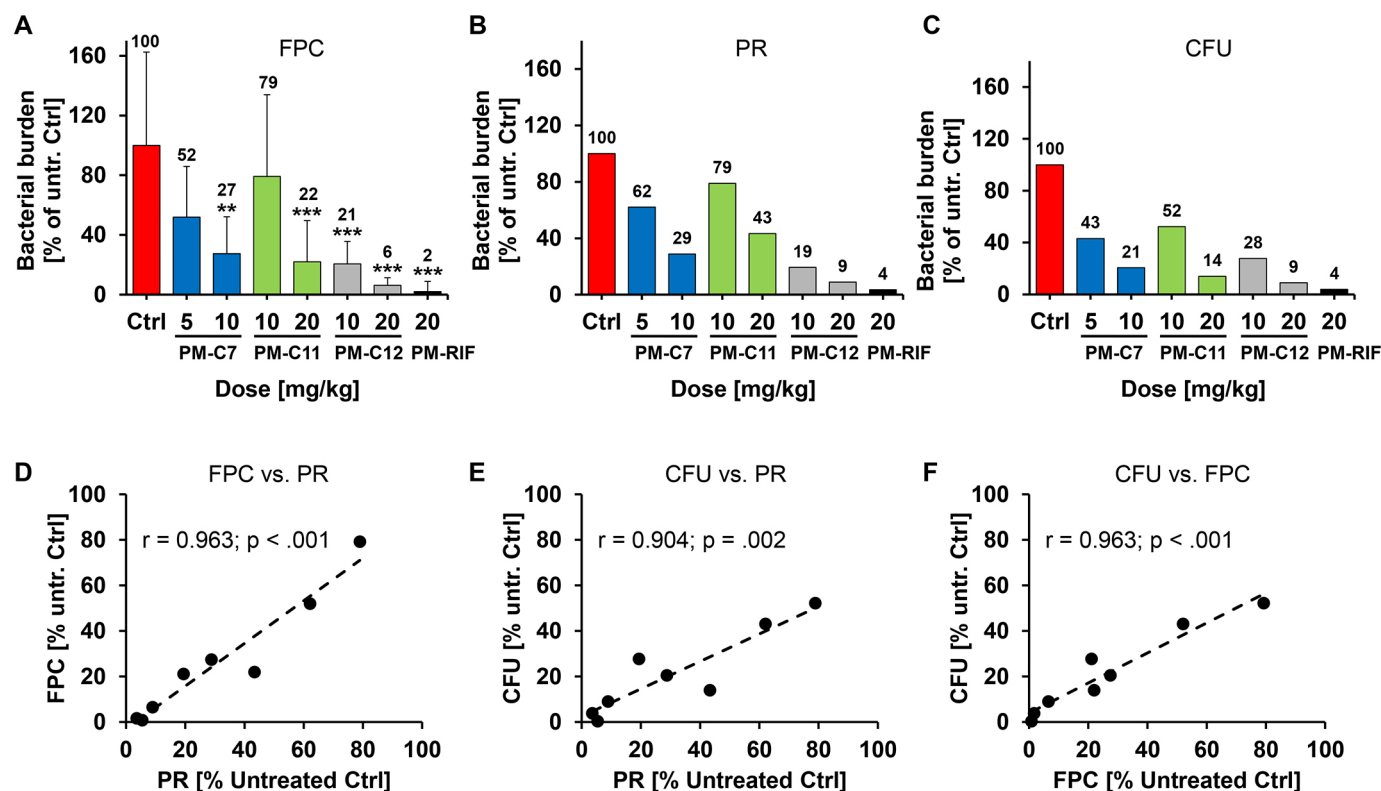 A
FPC
Bacterial burden
[% of untr. Ctrl]
160
120
80
40
0
100
52
27
**
79
22
***
21
***
6
***
2
***
Ctrl 5 10 10 20 10 20 20
PM-C7 PM-C11 PM-C12 PM-RIF
Dose [mg/kg]
B
PR
Bacterial burden
[% of untr. Ctrl]
160
120
80
40
0
100
62
29
79
43
19
9
4
Ctrl 5 10 10 20 10 20 20
PM-C7 PM-C11 PM-C12 PM-RIF
Dose [mg/kg]
C
CFU
Bacterial burden
[% of untr. Ctrl]
160
120
80
40
0
100
43
21
52
14
28
9
4
Ctrl 5 10 10 20 10 20 20
PM-C7 PM-C11 PM-C12 PM-RIF
Dose [mg/kg]
D
FPC vs. PR
FPC [% untr. Ctrl]
100
80
60
40
20
0
r = 0.963; p < .001
0 20 40 60 80 100
PR [% Untreated Ctrl]
E
CFU vs. PR
CFU [% untr. Ctrl]
100
80
60
40
20
0
r = 0.904; p = .002
0 20 40 60 80 100
PR [% Untreated Ctrl]
F
CFU vs. FPC
CFU [% untr. Ctrl]
100
80
60
40
20
0
r = 0.963; p < .001
0 20 40 60 80 100
FPC [% Untreated Ctrl]